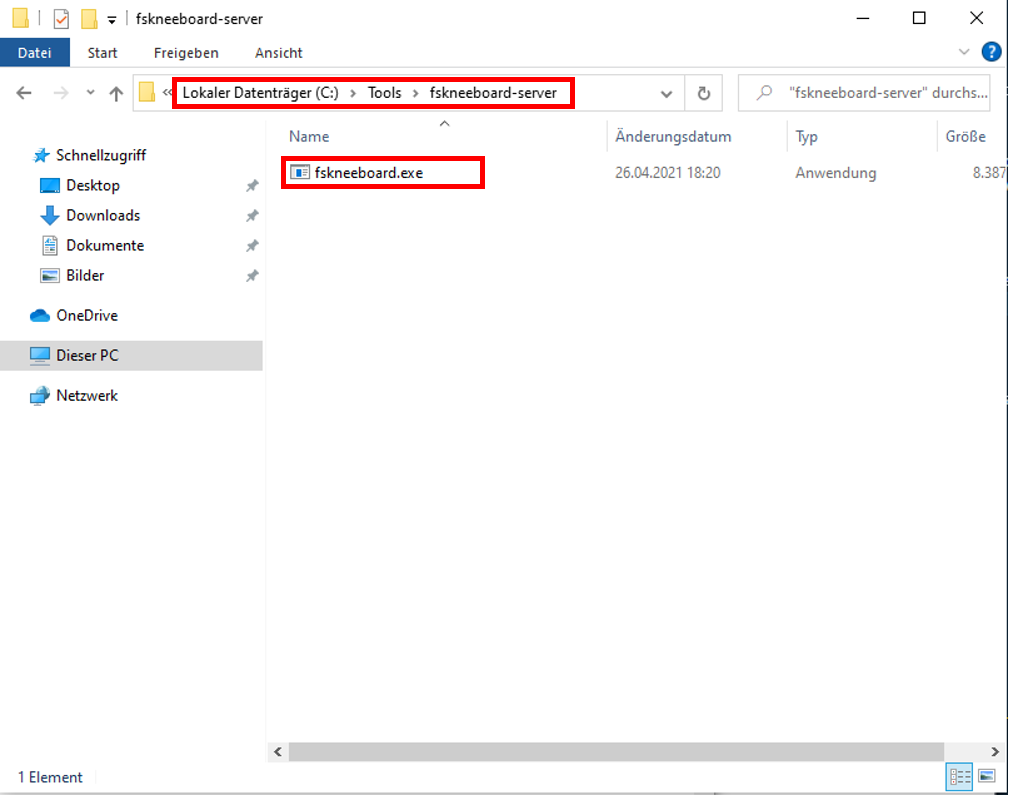 fskneeboard-server
Datei Start Freigeben Ansicht ?
« Lokaler Datenträger (C:) > Tools > fskneeboard-server "fskneeboard-server" durchs...
Name Änderungsdatum Typ Größe
fskneeboard.exe 26.04.2021 18:20 Anwendung 8.387
Schnellzugriff
Desktop
Downloads
Dokumente
Bilder
OneDrive
Dieser PC
Netzwerk
1 Element